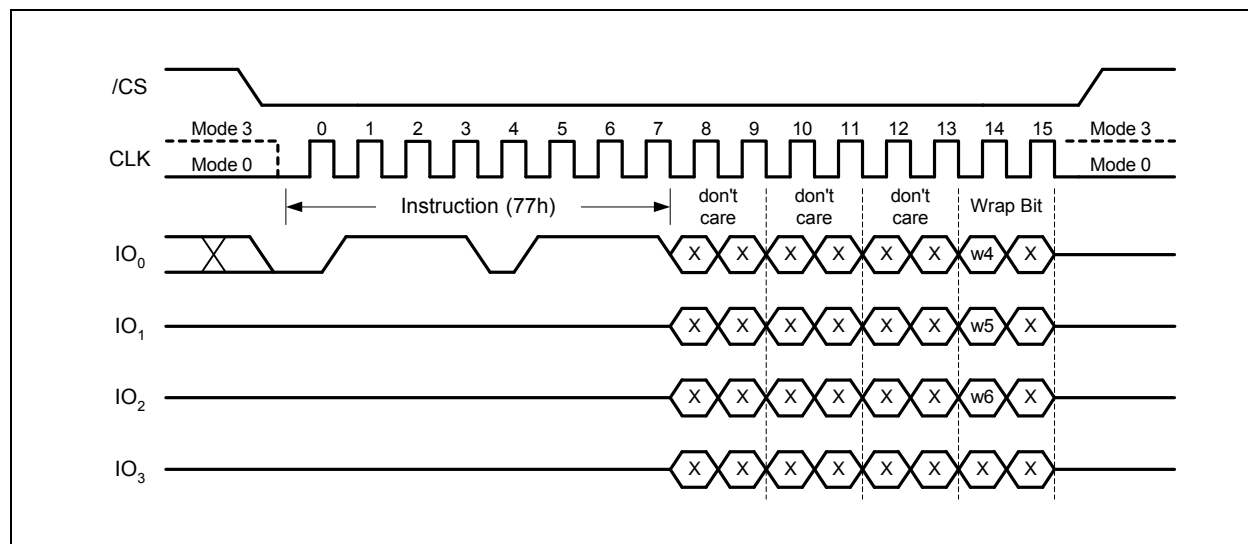 /CS
Mode 3 0 1 2 3 4 5 6 7 8 9 10 11 12 13 14 15 Mode 3
CLK Mode 0 Mode 0
Instruction (77h) don't care don't care don't care Wrap Bit
IO0 X X X X X X w4 X
IO1 X X X X X X w5 X
IO2 X X X X X X w6 X
IO3 X X X X X X X X